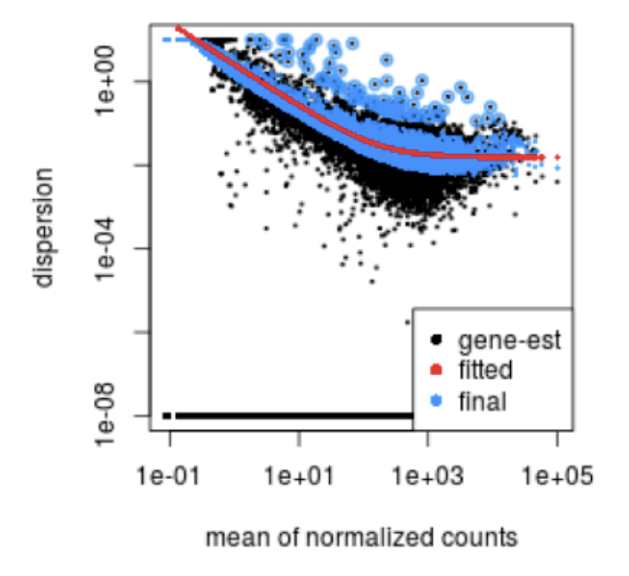 1e+00
1e-04
1e-08
dispersion
gene-est
fitted
final
1e-01 1e+01 1e+03 1e+05
mean of normalized counts